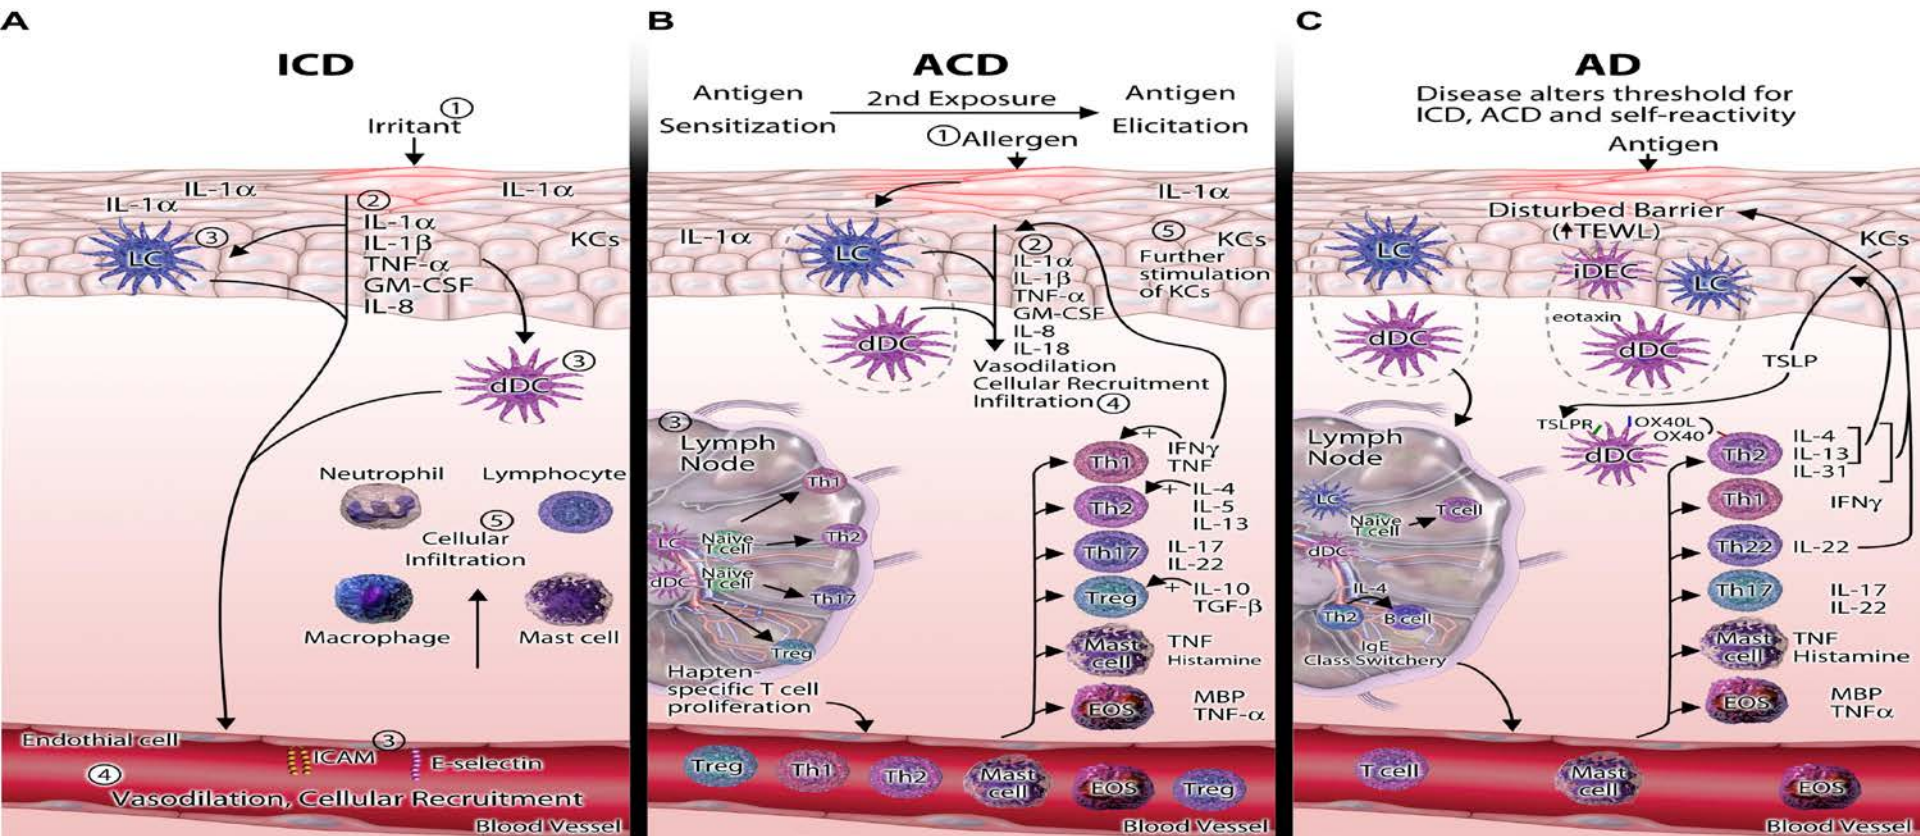 A
ICD
①
Irritant
IL-1α
IL-1α
IL-1α
②
IL-1α
IL-1β
TNF-α
GM-CSF
IL-8
LC
③
KCs
dDC
③
Neutrophil
Lymphocyte
⑤
Cellular
Infiltration
Macrophage
Mast cell
Endothial cell
③
ICAM
E-selectin
④
Vasodilation, Cellular Recruitment
Blood Vessel
B
ACD
Antigen
Sensitization
2nd Exposure
Antigen
Elicitation
① Allergen
IL-1α
IL-1α
LC
dDC
②
IL-1α
IL-1β
TNF-α
GM-CSF
IL-8
IL-18
Vasodilation
Cellular Recruitment
Infiltration ④
⑤
KCs
Further
stimulation
of KCs
③
Lymph
Node
Th1
LC
Naive
T cell
Th2
dDC
Naive
T cell
Th17
Treg
Hapten-
specific T cell
proliferation
Th1
+
IFNγ
TNF
Th2
+
IL-4
IL-5
IL-13
Th17
IL-17
IL-22
Treg
+
IL-10
TGF-β
Mast
cell
TNF
Histamine
EOS
MBP
TNF-α
Treg
Th1
Th2
Mast
cell
EOS
Treg
Blood Vessel
C
AD
Disease alters threshold for
ICD, ACD and self-reactivity
Antigen
Disturbed Barrier
(↑TEWL)
KCs
LC
dDC
iDEC
LC
eotaxin
dDC
TSLP
TSLPR
OX40L
OX40
dDC
Lymph
Node
LC
Naive
T cell
T cell
dDC
IL-4
Th2
B cell
IgE
Class Switchery
Th2
IL-4
IL-13
IL-31
Th1
IFNγ
Th22
IL-22
Th17
IL-17
IL-22
Mast
cell
TNF
Histamine
EOS
MBP
TNFα
T cell
Mast
cell
EOS
Blood Vessel